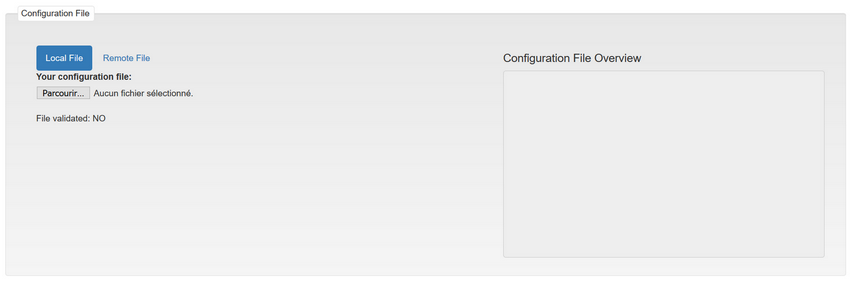 Configuration File
Local File Remote File
Your configuration file:
Parcourir... Aucun fichier sélectionné.
File validated: NO
Configuration File Overview